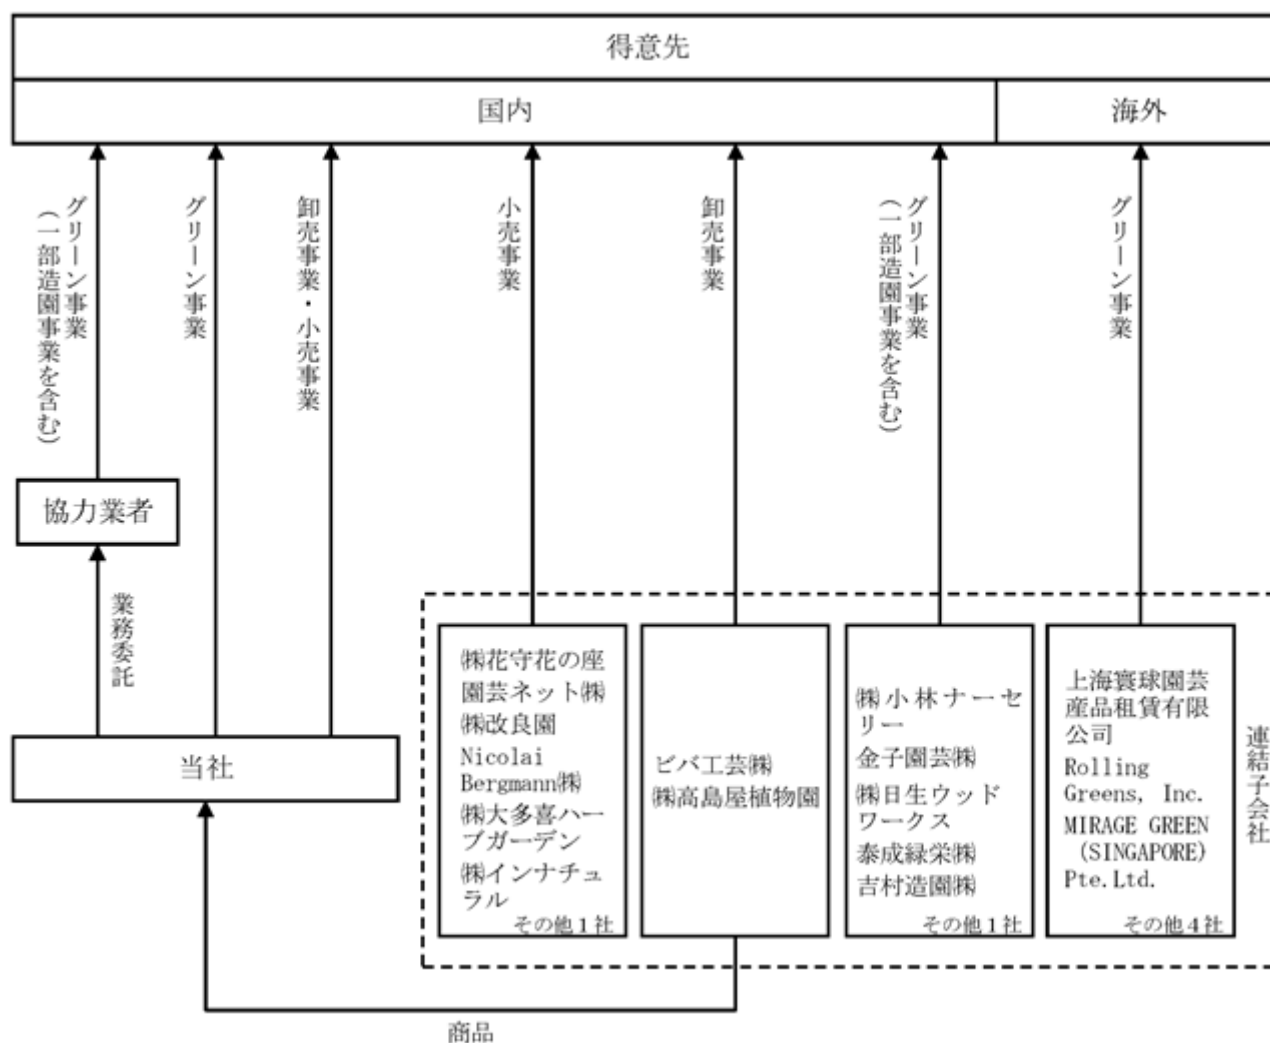 得意先
国内
海外
グリーン事業
（一部造園事業を含む）
グリーン事業
卸売事業・小売事業
小売事業
卸売事業
グリーン事業
（一部造園事業を含む）
グリーン事業
協力業者
業務委託
当社
㈱花守花の座
園芸ネット㈱
㈱改良園
Nicolai
Bergmann㈱
㈱大多喜ハー
ブガーデン
㈱インナチュ
ラル
その他１社
ビバ工芸㈱
㈱高島屋植物園
㈱小林ナーセ
リー
金子園芸㈱
㈱日生ウッド
ワークス
泰成緑栄㈱
吉村造園㈱
その他１社
上海寰球園芸
産品租賃有限
公司
Rolling
Greens, Inc.
MIRAGE GREEN
（SINGAPORE）
Pte.Ltd.
その他４社
連結子会社
商品